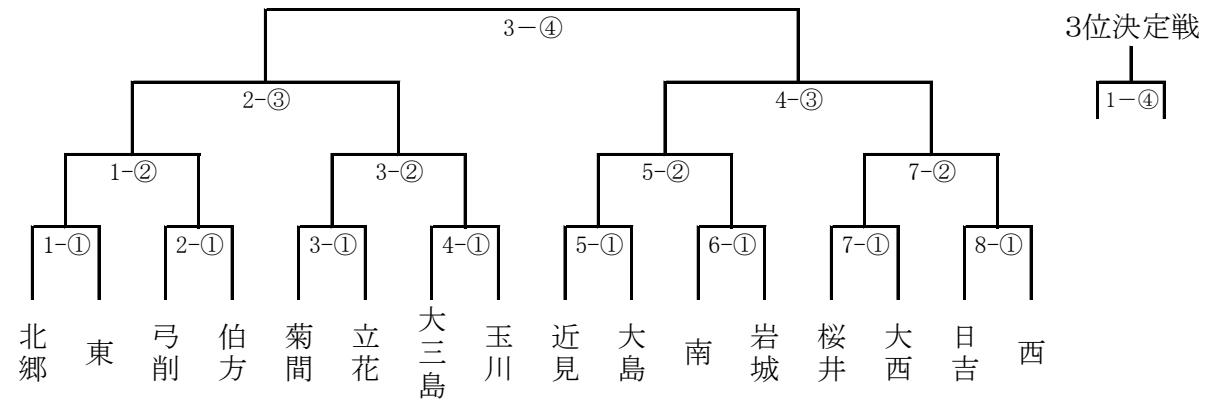 3－④
3位決定戦
2-③
4-③
1－④
1-②
3-②
5-②
7-②
1-①
2-①
3-①
4-①
5-①
6-①
7-①
8-①
北郷
東
弓削
伯方
菊間
立花
大三島
玉川
近見
大島
南
岩城
桜井
大西
日吉
西